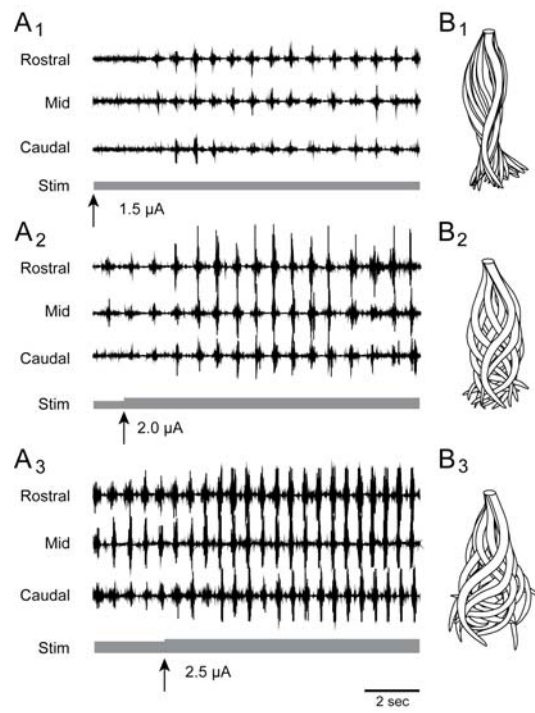 A1
B1
Rostral
Mid
Caudal
Stim
1.5 µA
A2
B2
Rostral
Mid
Caudal
Stim
2.0 µA
A3
B3
Rostral
Mid
Caudal
Stim
2.5 µA
2 sec